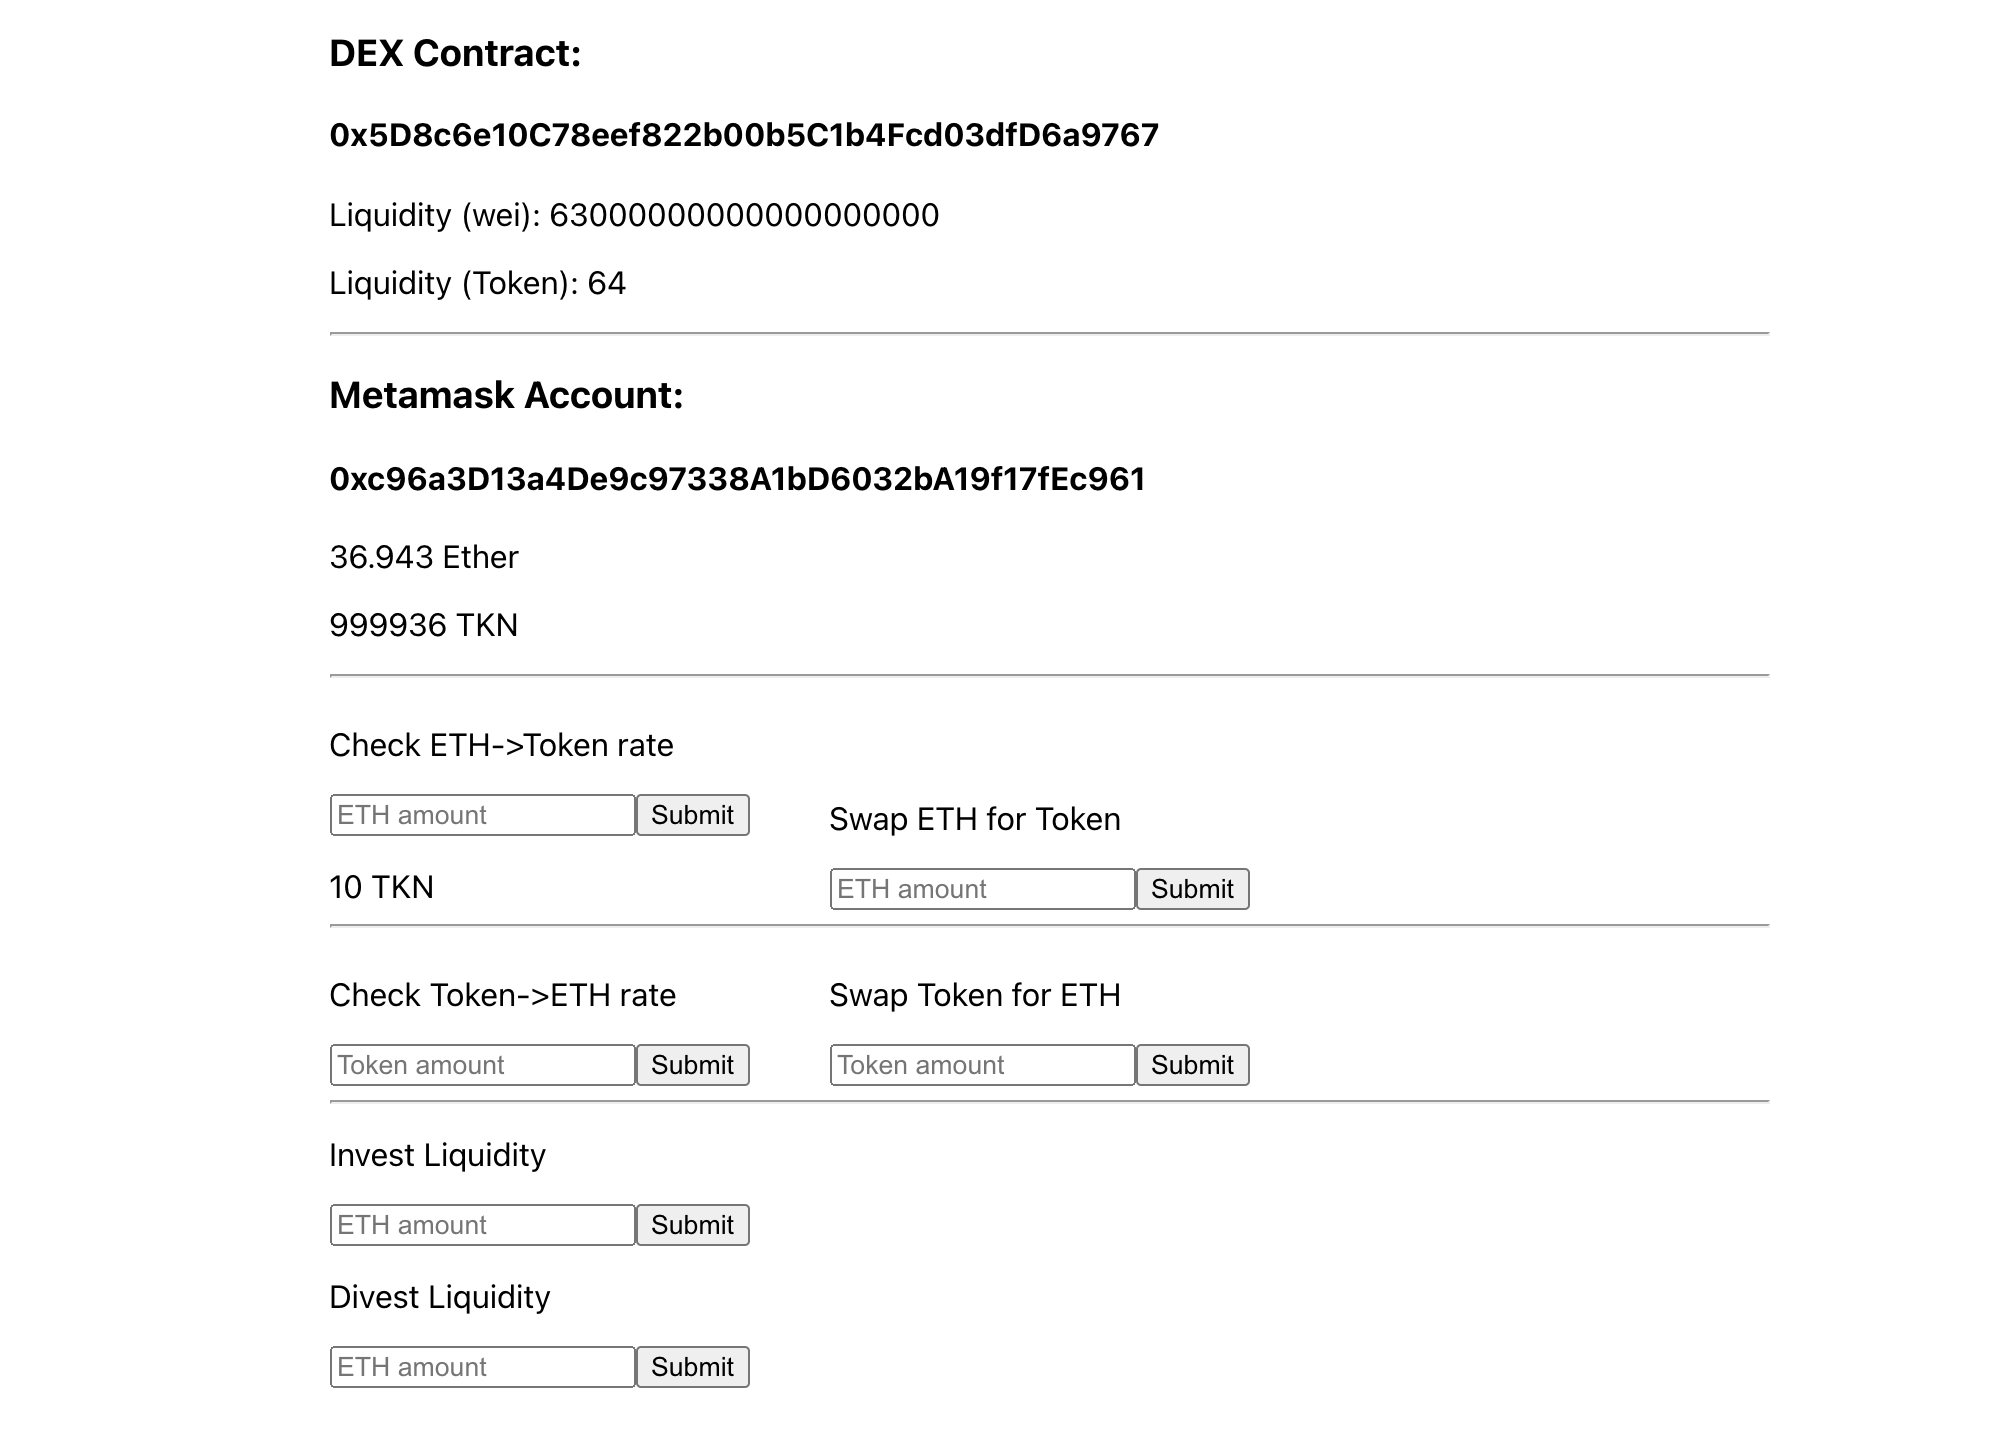 DEX Contract:
0x5D8c6e10C78eef822b00b5C1b4Fcd03dfD6a9767
Liquidity (wei): 63000000000000000000
Liquidity (Token): 64
Metamask Account:
0xc96a3D13a4De9c97338A1bD6032bA19f17fEc961
36.943 Ether
999936 TKN
Check ETH->Token rate
ETH amount Submit
10 TKN
Swap ETH for Token
ETH amount Submit
Check Token->ETH rate
Token amount Submit
Swap Token for ETH
Token amount Submit
Invest Liquidity
ETH amount Submit
Divest Liquidity
ETH amount Submit